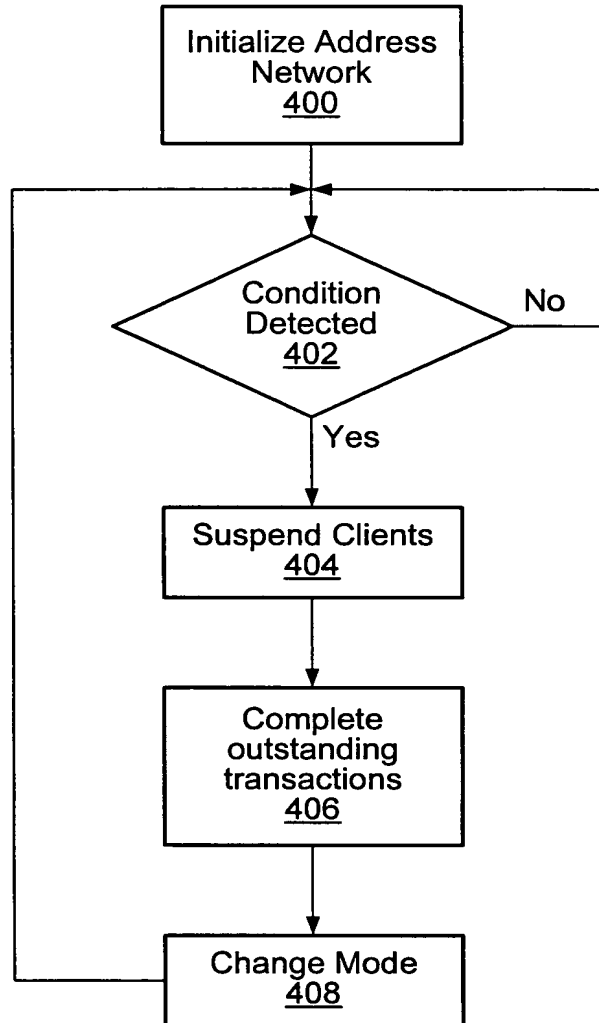 Initialize Address
Network
400
Condition
Detected
402
No
Yes
Suspend Clients
404
Complete
outstanding
transactions
406
Change Mode
408